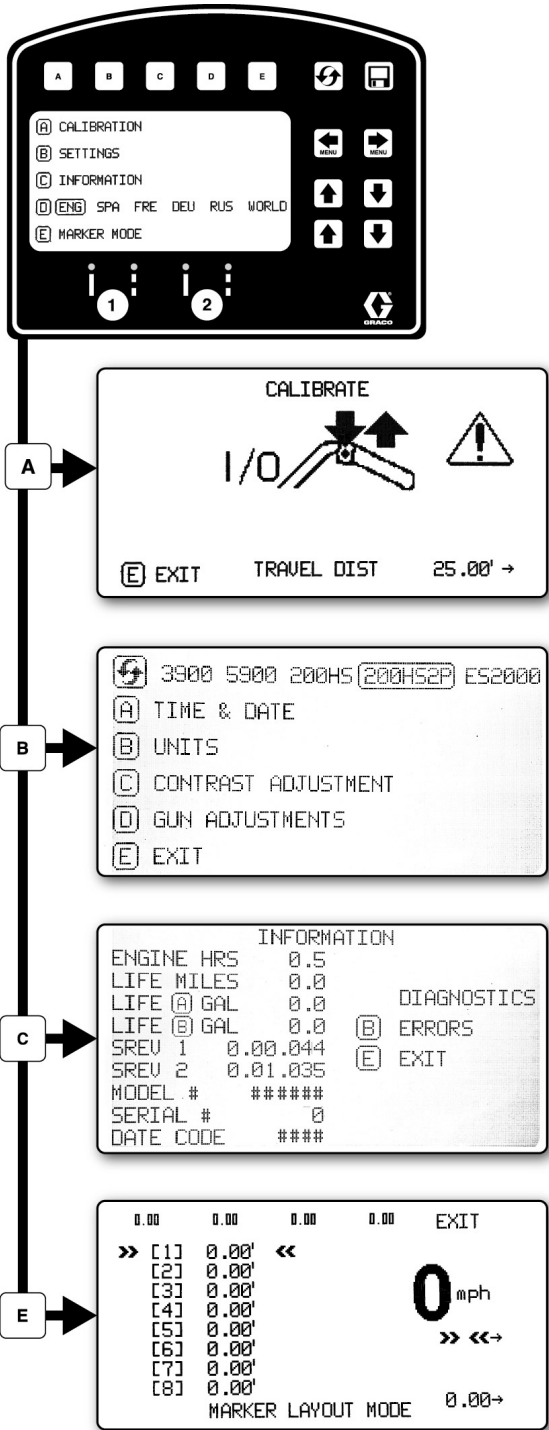 A B C D E
A CALIBRATION
MENU MENU
B SETTINGS
C INFORMATION
D ENG SPA FRE DEU RUS WORLD
E MARKER MODE
1 2
G
GRACO
A
CALIBRATE
I/O
E EXIT TRAVEL DIST 25.00' →
B
3900 5900 200HS 200HS2P ES2000
A TIME & DATE
B UNITS
C CONTRAST ADJUSTMENT
D GUN ADJUSTMENTS
E EXIT
C
INFORMATION
ENGINE HRS 0.5
LIFE MILES 0.0
LIFE A GAL 0.0 DIAGNOSTICS
LIFE B GAL 0.0 B ERRORS
SREV 1 0.00.044 E EXIT
SREV 2 0.01.035
MODEL # ######
SERIAL # 0
DATE CODE ####
E
0.00 0.00 0.00 0.00 EXIT
>> [1] 0.00' <<
[2] 0.00'
[3] 0.00'
[4] 0.00' 0 mph
[5] 0.00'
[6] 0.00' >> <<→
[7] 0.00'
[8] 0.00'
MARKER LAYOUT MODE 0.00→